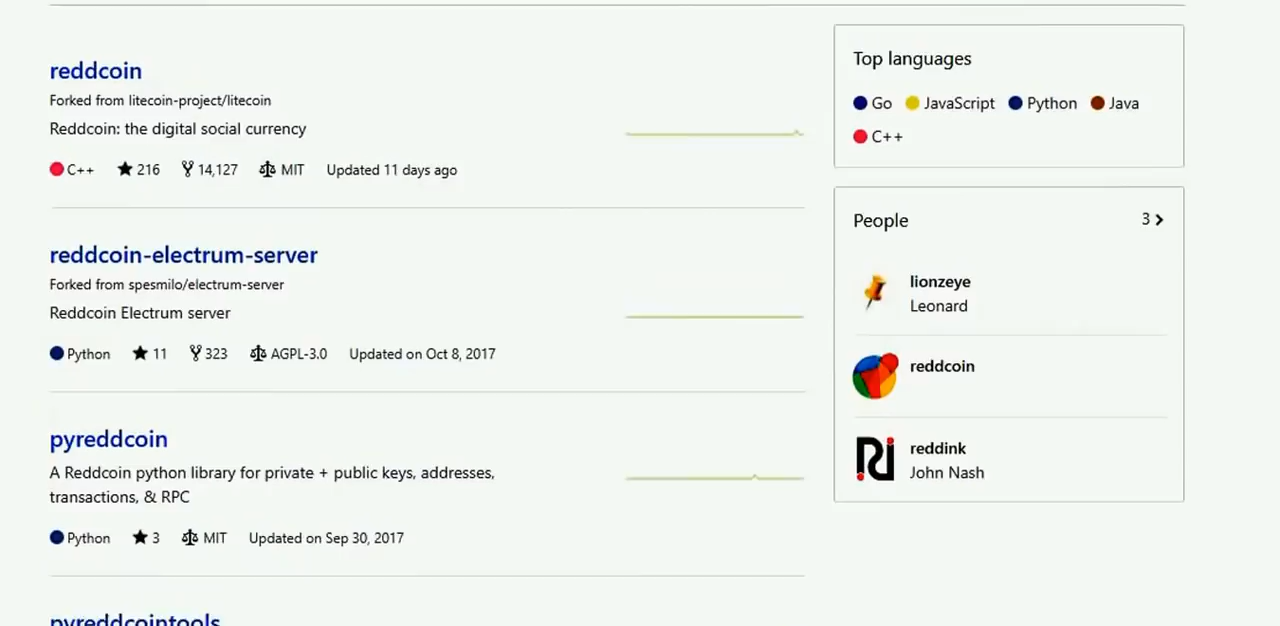 reddcoin
Forked from litecoin-project/litecoin
Reddcoin: the digital social currency
C++ 216 14,127 MIT Updated 11 days ago
reddcoin-electrum-server
Forked from spesmilo/electrum-server
Reddcoin Electrum server
Python 11 323 AGPL-3.0 Updated on Oct 8, 2017
pyreddcoin
A Reddcoin python library for private + public keys, addresses,
transactions, & RPC
Python 3 MIT Updated on Sep 30, 2017
pyreddcointools
Top languages
Go JavaScript Python Java
C++
People 3
lionzeye
Leonard
reddcoin
reddink
John Nash